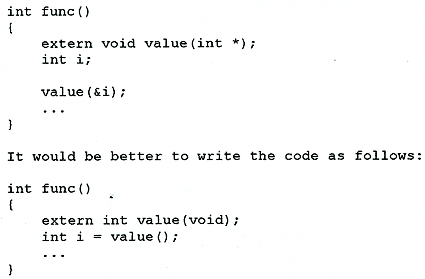 int func()
{
    extern void value(int *);
    int i;

    value(&i);
    ...
}

It would be better to write the code as follows:

int func()
{
    extern int value(void);
    int i = value();
    ...
}